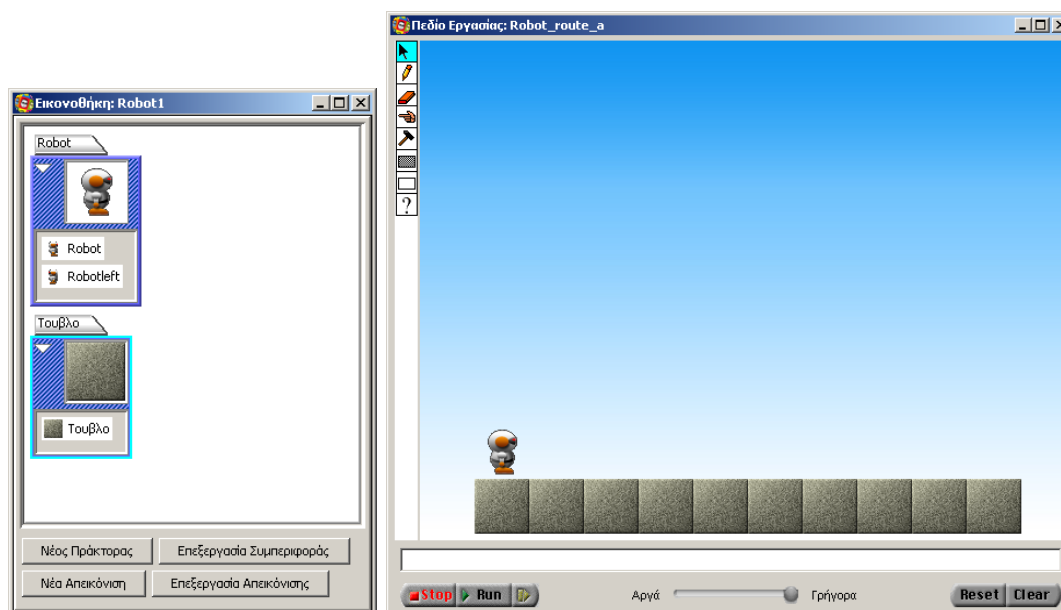 Εικονοθήκη: Robot1
Robot
Robot
Robotleft
Τουβλο
Τουβλο
Νέος Πράκτορας
Επεξεργασία Συμπεριφοράς
Νέα Απεικόνιση
Επεξεργασία Απεικόνισης
Πεδίο Εργασίας: Robot_route_a
?
Stop
Run
Αργά
Γρήγορα
Reset
Clear